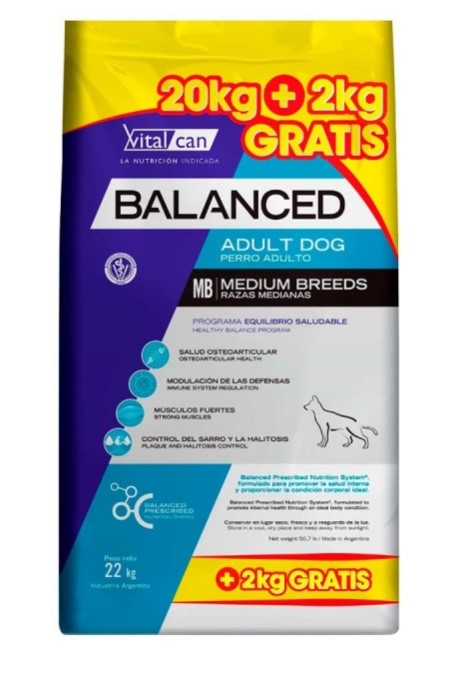 20kg + 2kg
GRATIS
Vital can
LA NUTRICIÓN INDICADA
BALANCED
ADULT DOG
PERRO ADULTO
MB MEDIUM BREEDS
RAZAS MEDIANAS
PROGRAMA EQUILIBRIO SALUDABLE
HEALTHY BALANCE PROGRAM
SALUD OSTEOARTICULAR
OSTEOARTICULAR HEALTH
MODULACIÓN DE LAS DEFENSAS
IMMUNE SYSTEM REGULATION
MÚSCULOS FUERTES
STRONG MUSCLES
CONTROL DEL SARRO Y LA HALITOSIS
PLAQUE AND HALITOSIS CONTROL
Balanced Prescribed Nutrition System®,
formulado para promover la salud interna
y proporcionar la condición corporal ideal.
Balanced Prescribed Nutrition System®, formulated to
promote internal health through an ideal body condition.
Conservar en lugar seco, fresco y a resguardo de la luz.
Store in a cool, dry place and keep away from sunlight.
Net weight 50,7 lb | Made in Argentina
BALANCED
PRESCRIBED
Peso neto
22 kg
Industria Argentina
+2kg GRATIS